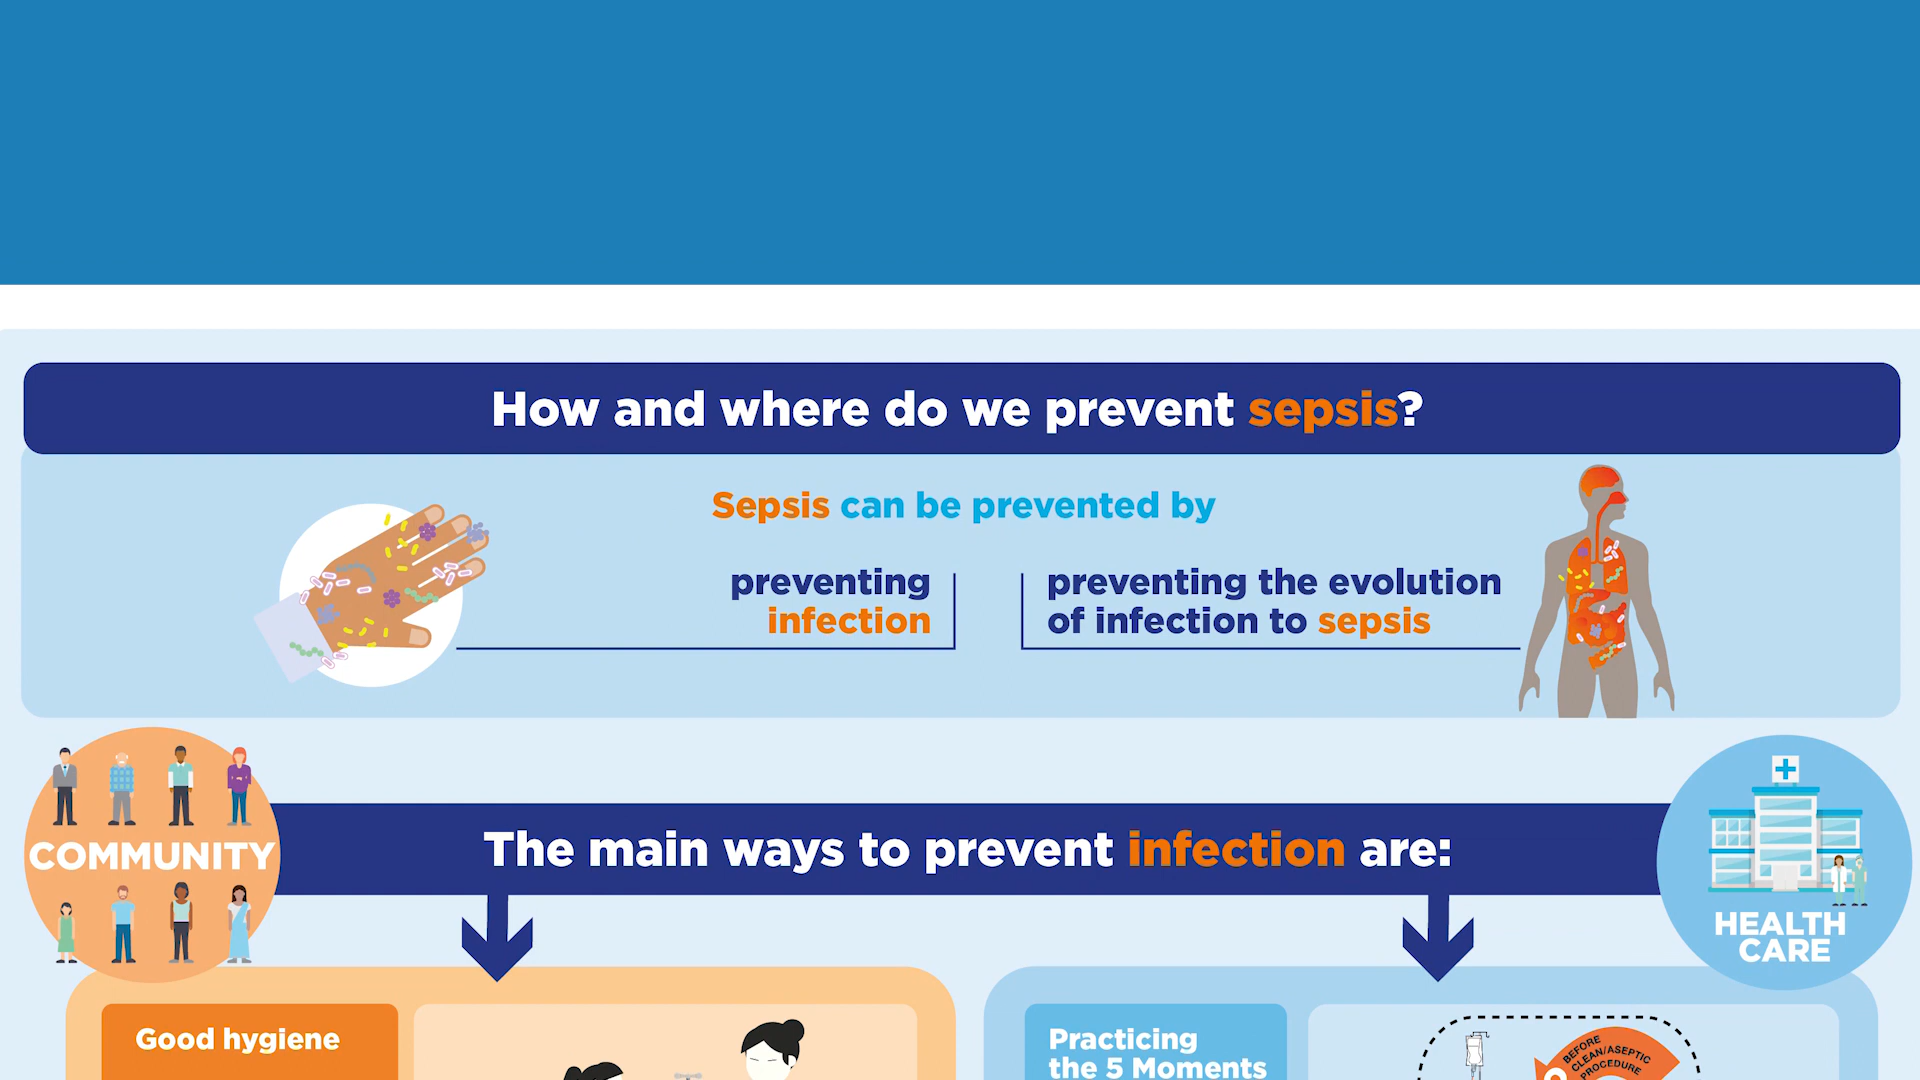 How and where do we prevent sepsis?
Sepsis can be prevented by
preventing
infection
preventing the evolution
of infection to sepsis
COMMUNITY
The main ways to prevent infection are:
HEALTH
CARE
Good hygiene
Practicing
the 5 Moments
BEFORE
CLEAN/ASEPTIC
PROCEDURE